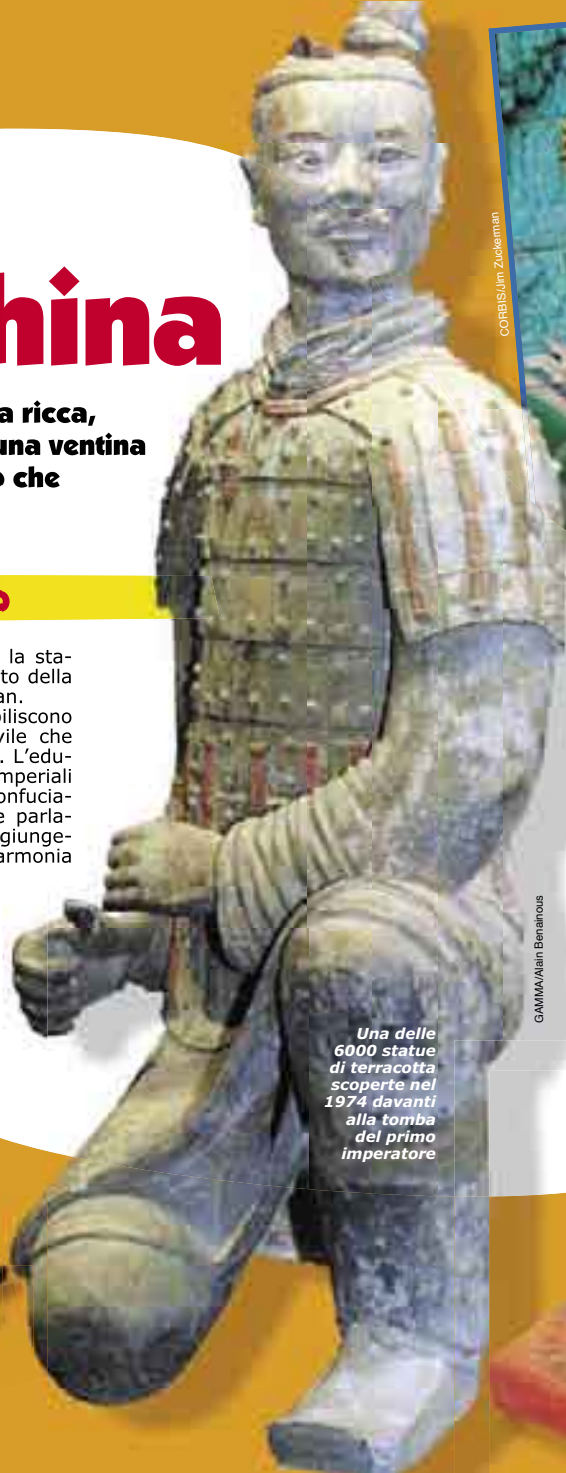 hina
a ricca,
una ventina
che
la sta-
to della
an.
biliscono
vile che
. L'edu-
mperiali
onfucia-
e parla-
giunge-
armonia
CORBIS/Jim Zuckerman
GAMMA/Alain Benainous
Una delle
6000 statue
di terracotta
scoperte nel
1974 davanti
alla tomba
del primo
imperatore